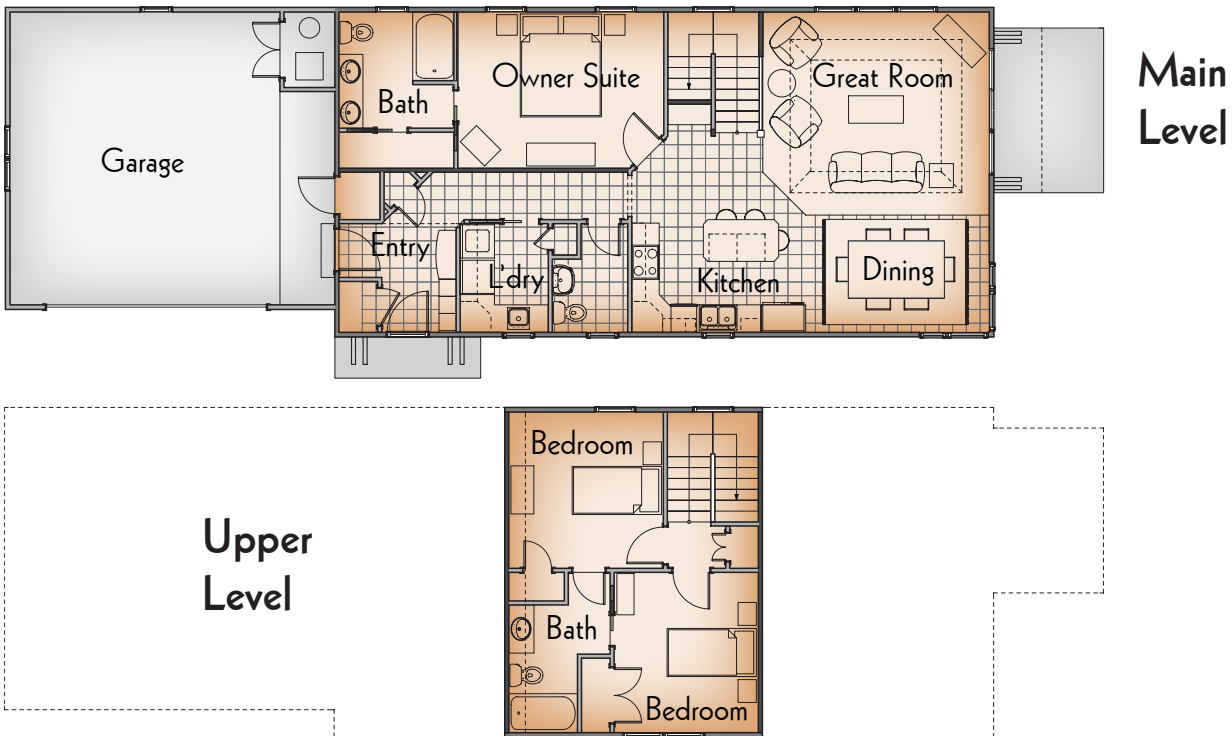 Main
Level
Garage
Bath
Owner Suite
Great Room
Entry
L'dry
Kitchen
Dining
Upper
Level
Bedroom
Bath
Bedroom